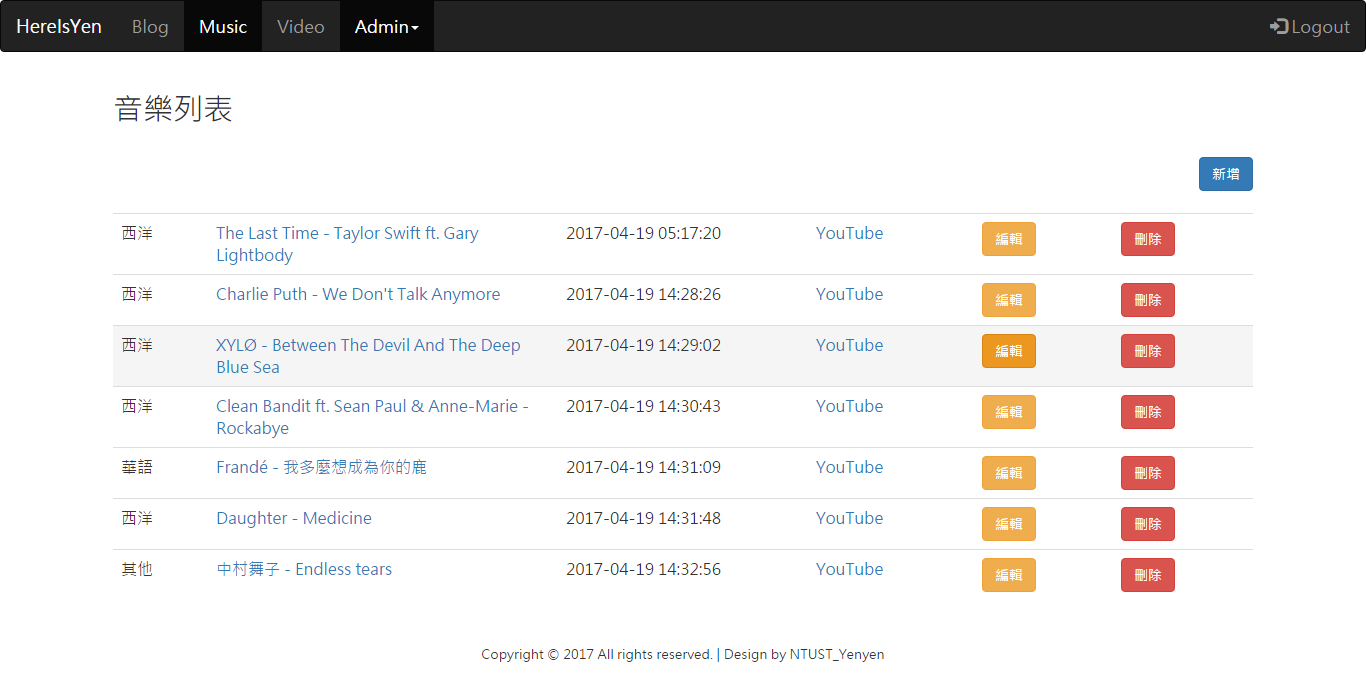 HereIsYen Blog Music Video Admin Logout
音樂列表
新增
西洋 The Last Time - Taylor Swift ft. Gary 2017-04-19 05:17:20 YouTube 編輯 刪除
Lightbody
西洋 Charlie Puth - We Don't Talk Anymore 2017-04-19 14:28:26 YouTube 編輯 刪除
西洋 XYLØ - Between The Devil And The Deep 2017-04-19 14:29:02 YouTube 編輯 刪除
Blue Sea
西洋 Clean Bandit ft. Sean Paul & Anne-Marie - 2017-04-19 14:30:43 YouTube 編輯 刪除
Rockabye
華語 Frandé - 我多麼想成為你的鹿 2017-04-19 14:31:09 YouTube 編輯 刪除
西洋 Daughter - Medicine 2017-04-19 14:31:48 YouTube 編輯 刪除
其他 中村舞子 - Endless tears 2017-04-19 14:32:56 YouTube 編輯 刪除
Copyright © 2017 All rights reserved. | Design by NTUST_Yenyen